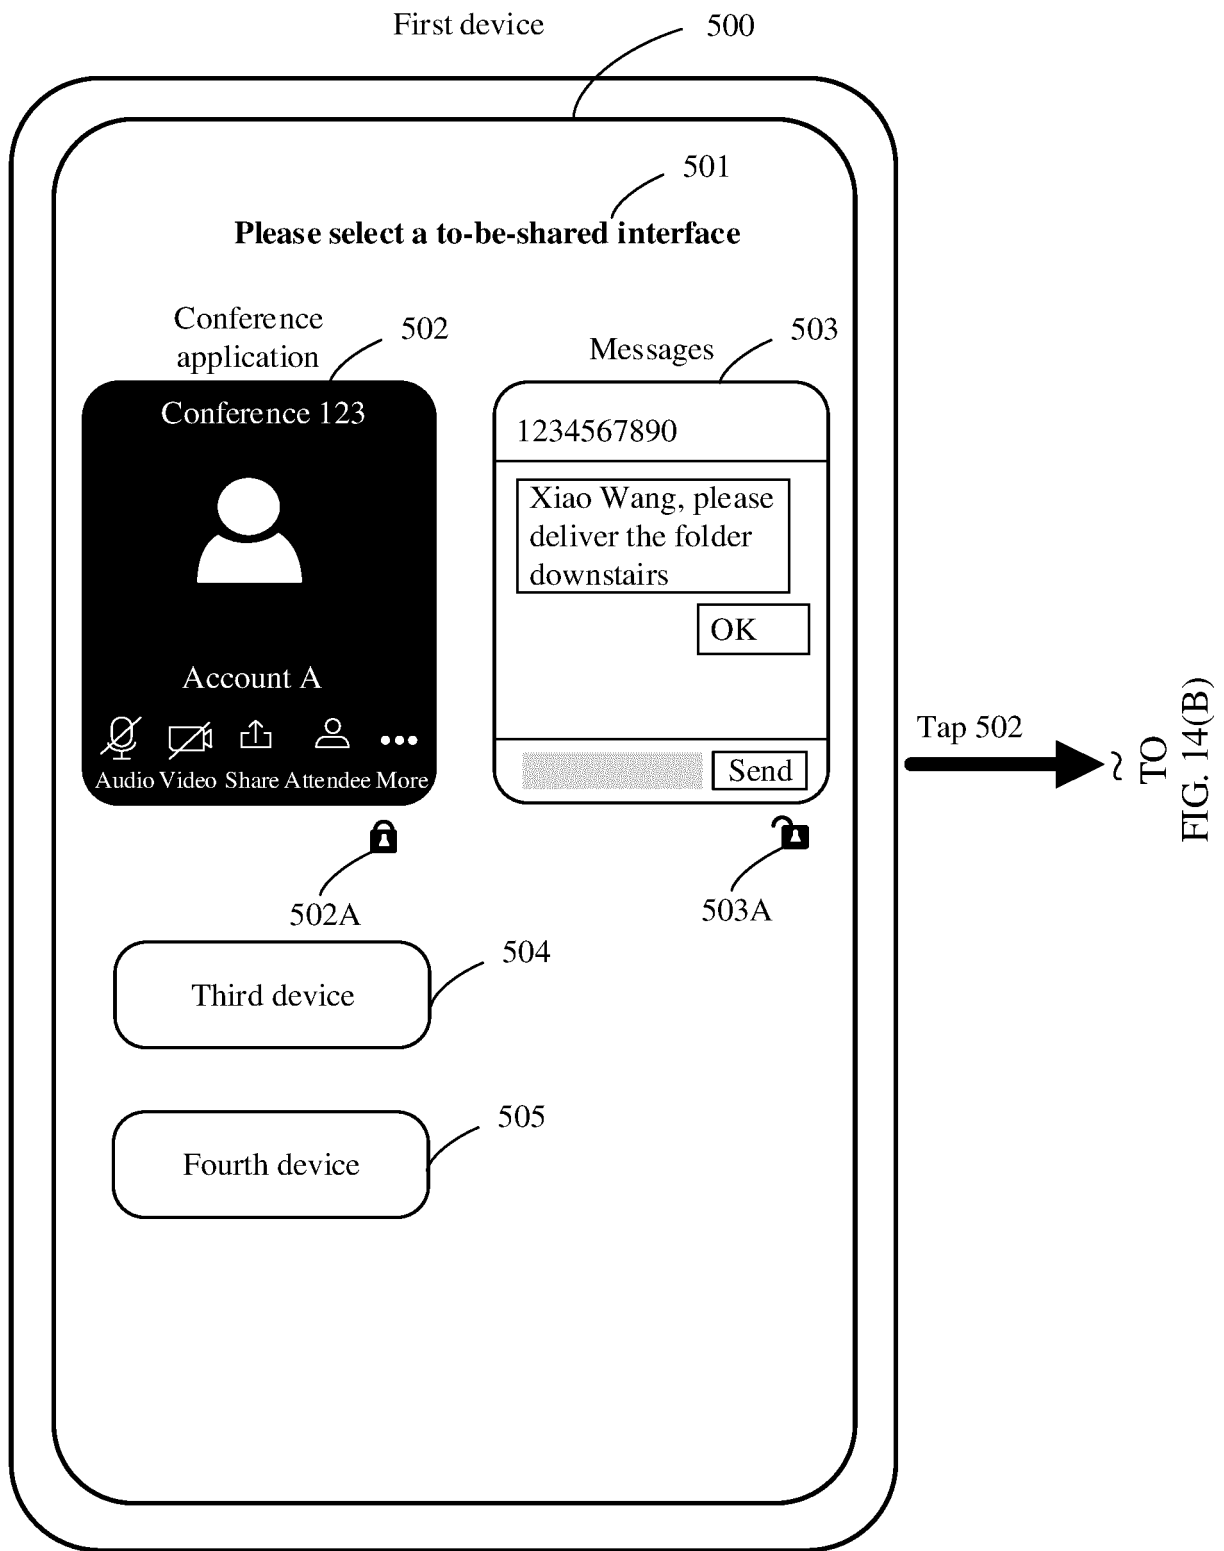 First device
500
501
Please select a to-be-shared interface
Conference
application
502
Messages
503
Conference 123
Account A
Audio Video Share Attendee More
1234567890
Xiao Wang, please
deliver the folder
downstairs
OK
Send
502A
503A
Third device
504
Fourth device
505
Tap 502
~ TO
FIG. 14(B)